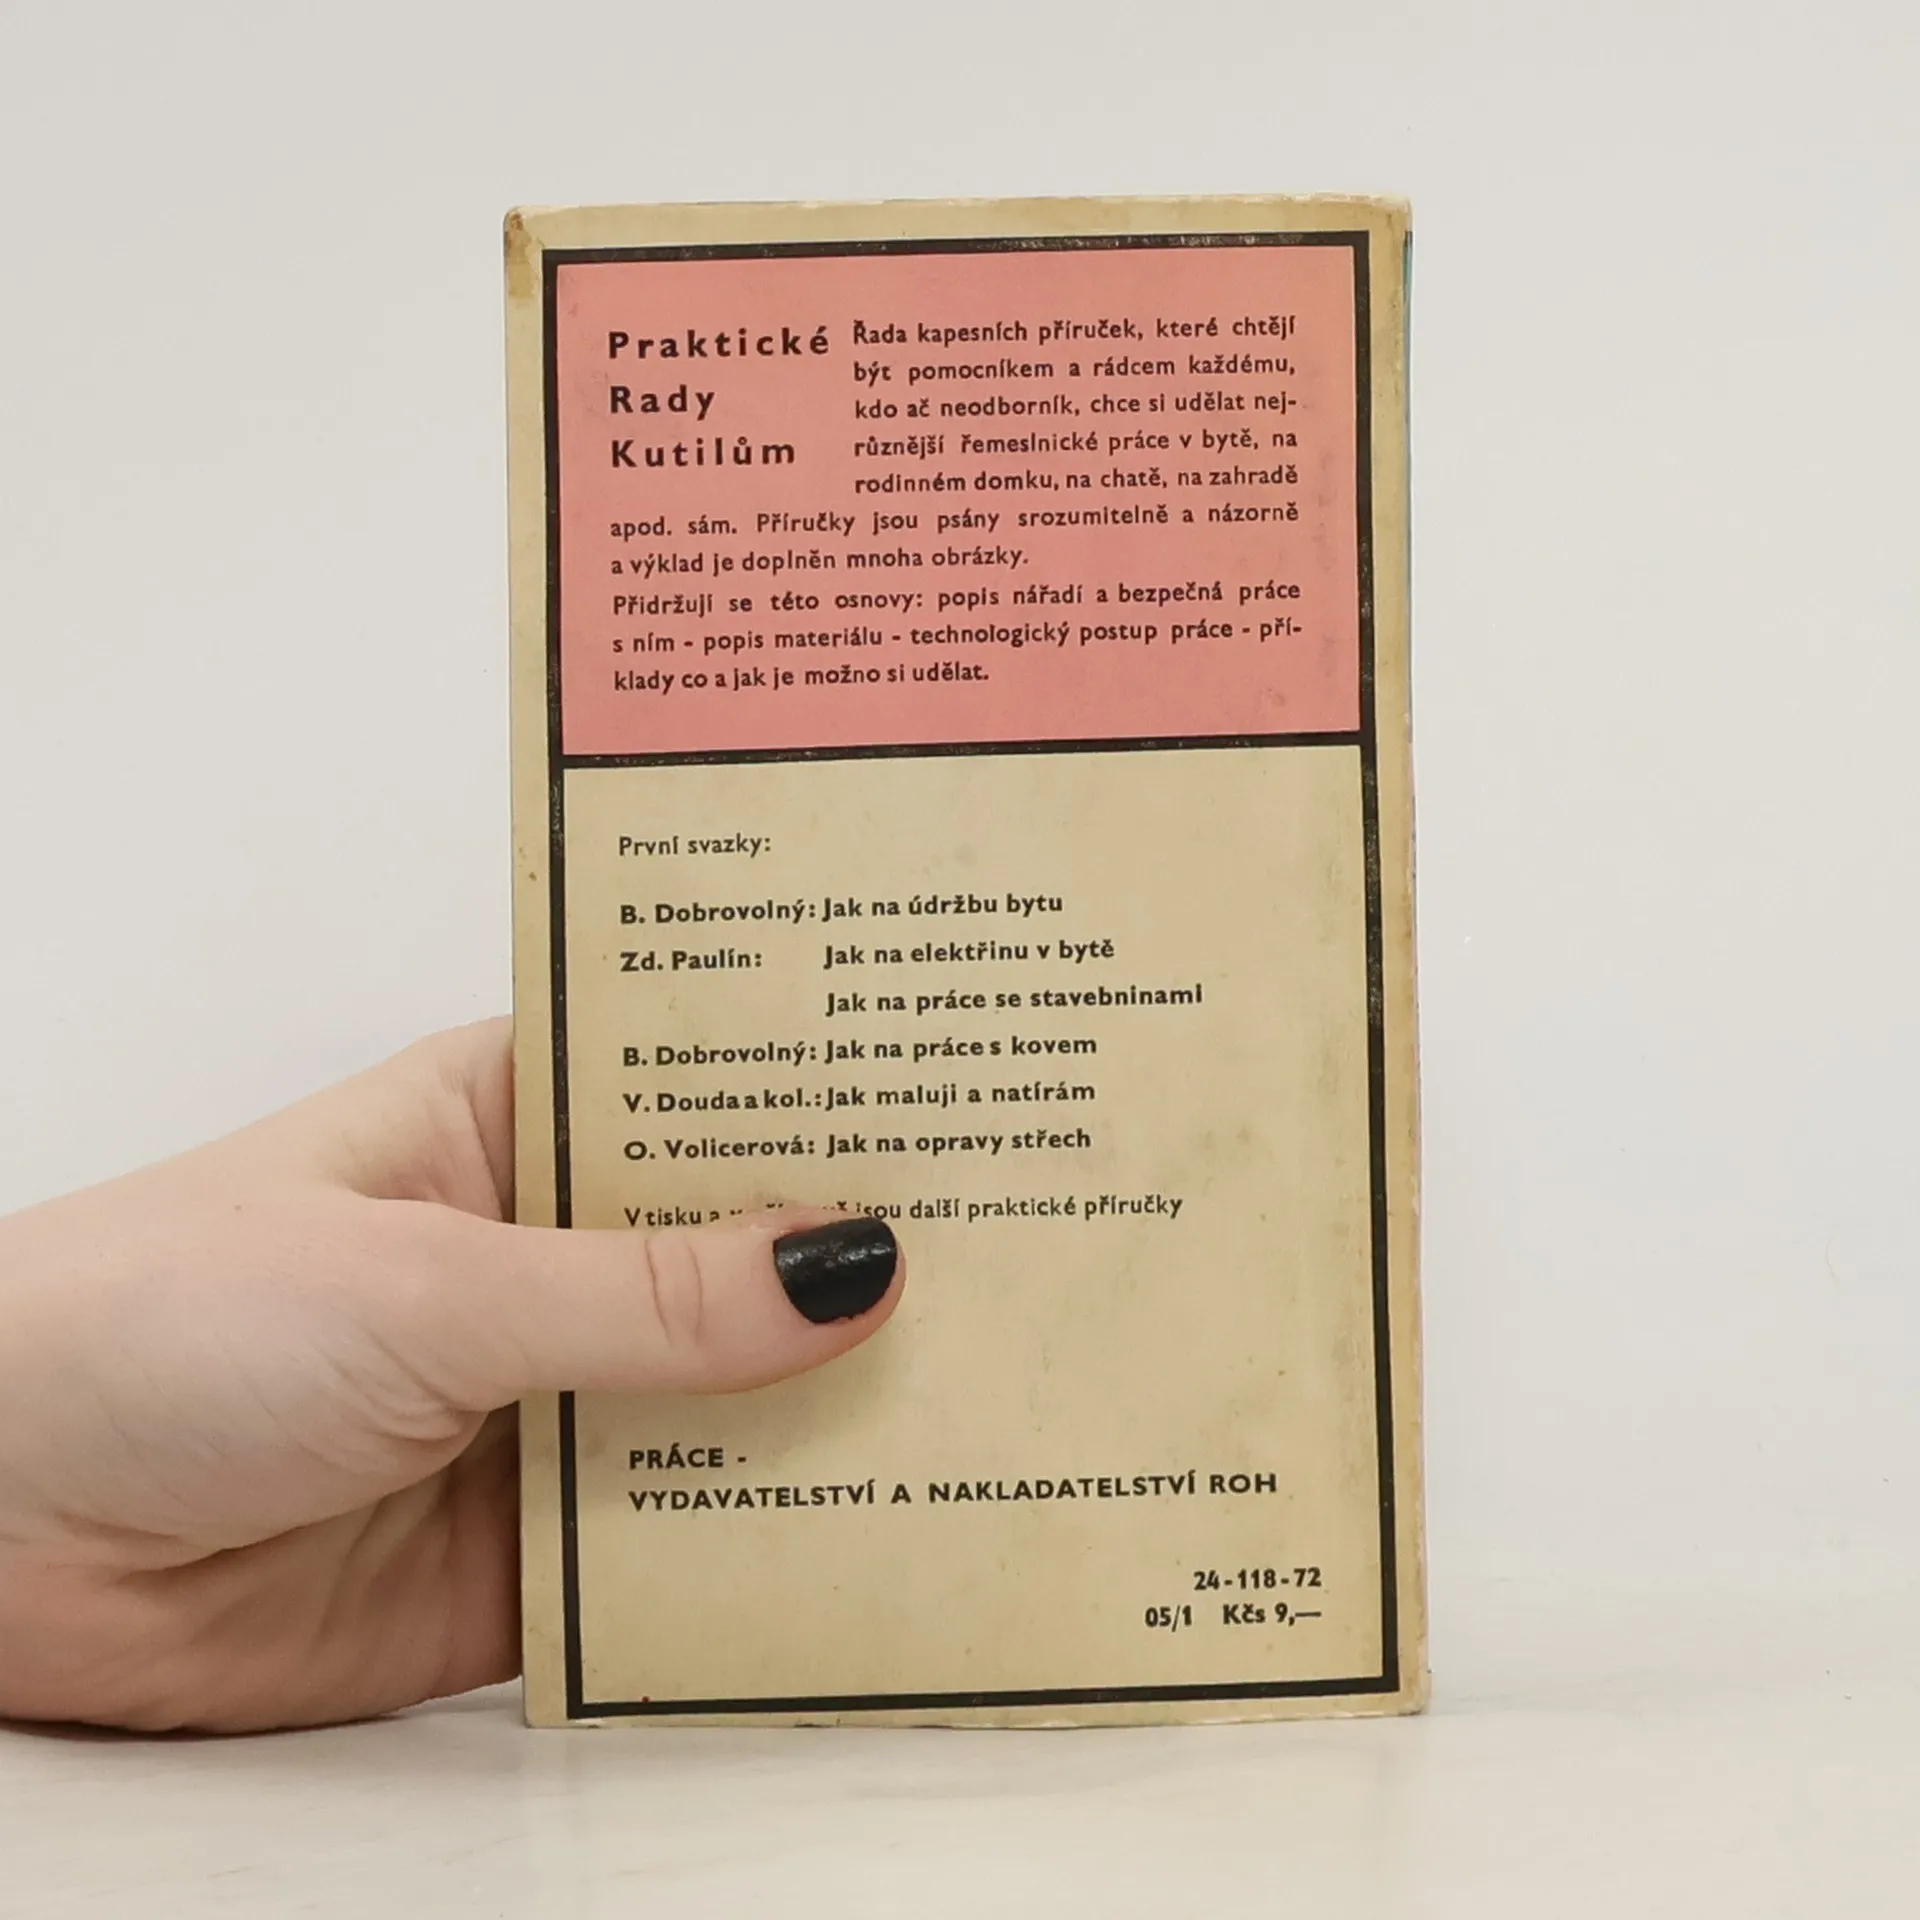 Praktické
Rady
Kutilům
Řada kapesních příruček, které chtějí
být pomocníkem a rádcem každému,
kdo ač neodborník, chce si udělat nej-
různější řemeslnické práce v bytě, na
rodinném domku, na chatě, na zahradě
apod. sám. Příručky jsou psány srozumitelně a názorně
a výklad je doplněn mnoha obrázky.
Přidržují se této osnovy: popis nářadí a bezpečná práce
s ním - popis materiálu - technologický postup práce - pří-
klady co a jak je možno si udělat.
První svazky:
B. Dobrovolný: Jak na údržbu bytu
Zd. Paulín: Jak na elektřinu v bytě
Jak na práce se stavebninami
B. Dobrovolný: Jak na práce s kovem
V. Douda a kol.: Jak maluji a natírám
O. Volicerová: Jak na opravy střech
V tisku a jsou další praktické příručky
PRÁCE -
VYDAVATELSTVÍ A NAKLADATELSTVÍ ROH
24-118-72
05/1 Kčs 9,—